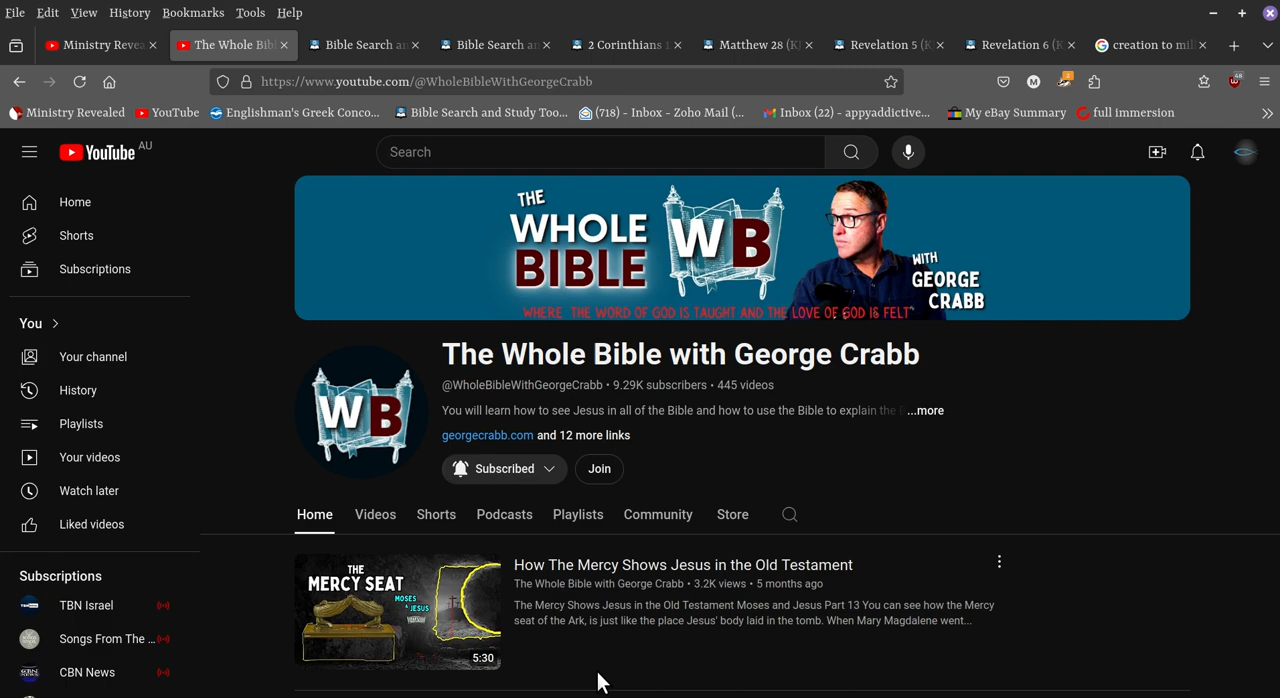 File Edit View History Bookmarks Tools Help
Ministry Revea
The Whole Bibl
Bible Search an
Bible Search an
2 Corinthians 1
Matthew 28 (KJ
Revelation 5 (K
Revelation 6 (K
creation to mil
https://www.youtube.com/@WholeBibleWithGeorgeCrabb
2
48
Ministry Revealed
YouTube
Englishman's Greek Conco...
Bible Search and Study Too...
(718) - Inbox - Zoho Mail (...
Inbox (22) - appyaddictive...
My eBay Summary
full immersion
YouTube AU
Search
Home
Shorts
Subscriptions
You
Your channel
History
Playlists
Your videos
Watch later
Liked videos
Subscriptions
TBN Israel
Songs From The ...
CBN News
THE
WHOLE
BIBLE
WB
WITH
GEORGE
CRABB
WHERE THE WORD OF GOD IS TAUGHT AND THE LOVE OF GOD IS FELT"
WB
The Whole Bible with George Crabb
@WholeBibleWithGeorgeCrabb • 9.29K subscribers • 445 videos
You will learn how to see Jesus in all of the Bible and how to use the Bible to explain the B ...more
georgecrabb.com and 12 more links
Subscribed
Join
Home Videos Shorts Podcasts Playlists Community Store
THE
MERCY SEAT
MOSES
& JESUS
5:30
How The Mercy Shows Jesus in the Old Testament
The Whole Bible with George Crabb • 3.2K views • 5 months ago
The Mercy Shows Jesus in the Old Testament Moses and Jesus Part 13 You can see how the Mercy
seat of the Ark, is just like the place Jesus' body laid in the tomb. When Mary Magdalene went...